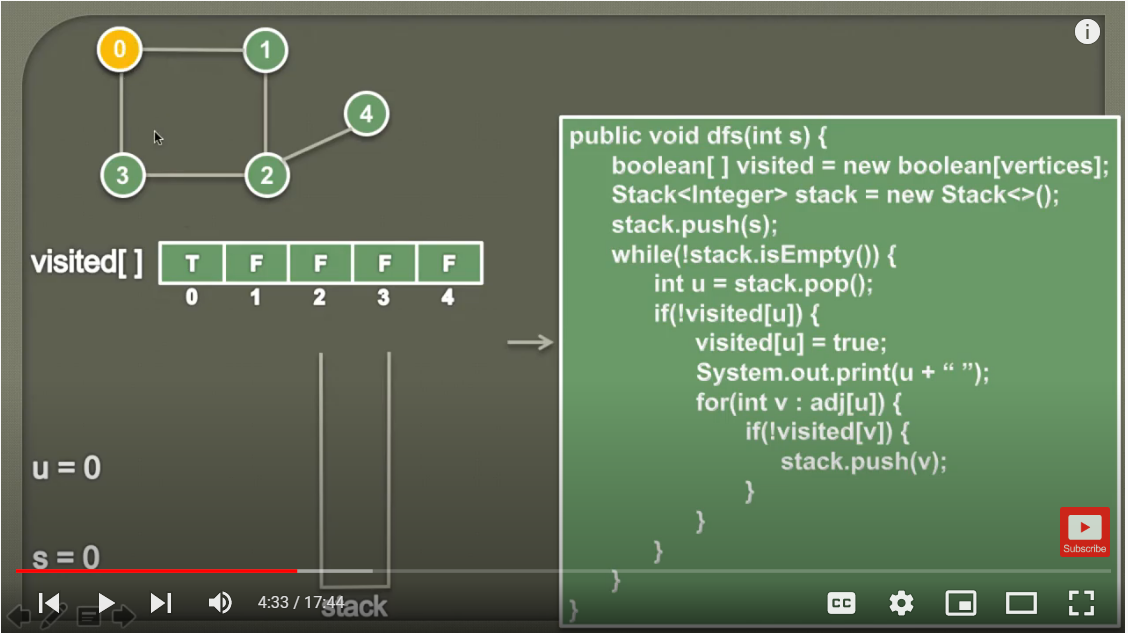 i
0 1
4
3 2
public void dfs(int s) {
boolean[ ] visited = new boolean[vertices];
Stack<Integer> stack = new Stack<>();
stack.push(s);
while(!stack.isEmpty()) {
int u = stack.pop();
if(!visited[u]) {
visited[u] = true;
System.out.print(u + “ ”);
for(int v : adj[u]) {
if(!visited[v]) {
stack.push(v);
}
}
}
}
}
visited[ ] T F F F F
0 1 2 3 4
u = 0
s = 0
stack
Subscribe
4:33 / 17:44
CC